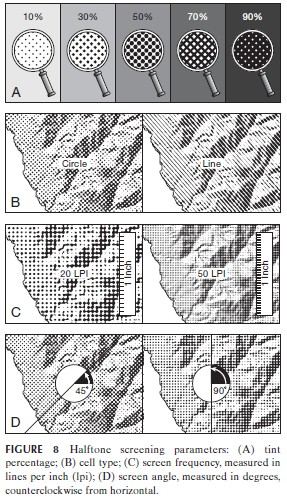 10% 30% 50% 70% 90%
A
Circle Line
B
20 LPI 1 Inch 50 LPI 1 Inch
C
45° 90°
D
FIGURE 8 Halftone screening parameters: (A) tint
percentage; (B) cell type; (C) screen frequency, measured in
lines per inch (lpi); (D) screen angle, measured in degrees,
counterclockwise from horizontal.